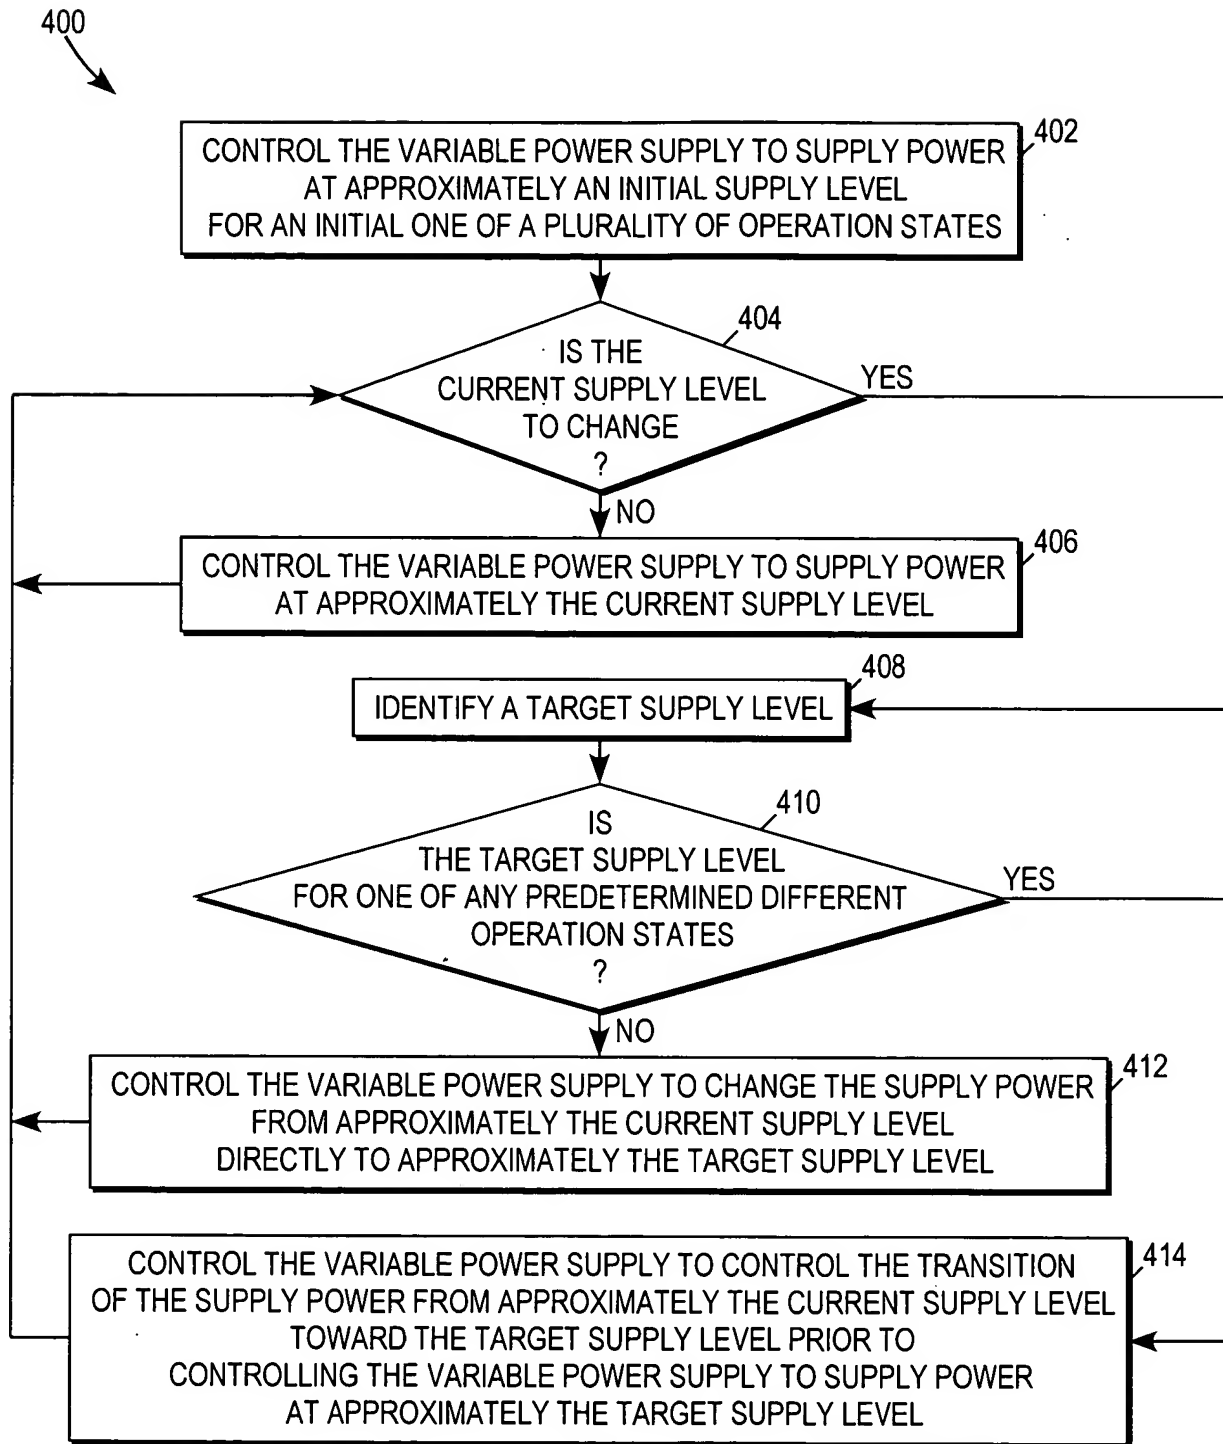 400
402
CONTROL THE VARIABLE POWER SUPPLY TO SUPPLY POWER
AT APPROXIMATELY AN INITIAL SUPPLY LEVEL
FOR AN INITIAL ONE OF A PLURALITY OF OPERATION STATES
404
IS THE
CURRENT SUPPLY LEVEL
TO CHANGE
?
YES
NO
406
CONTROL THE VARIABLE POWER SUPPLY TO SUPPLY POWER
AT APPROXIMATELY THE CURRENT SUPPLY LEVEL
408
IDENTIFY A TARGET SUPPLY LEVEL
410
IS
THE TARGET SUPPLY LEVEL
FOR ONE OF ANY PREDETERMINED DIFFERENT
OPERATION STATES
?
YES
NO
412
CONTROL THE VARIABLE POWER SUPPLY TO CHANGE THE SUPPLY POWER
FROM APPROXIMATELY THE CURRENT SUPPLY LEVEL
DIRECTLY TO APPROXIMATELY THE TARGET SUPPLY LEVEL
414
CONTROL THE VARIABLE POWER SUPPLY TO CONTROL THE TRANSITION
OF THE SUPPLY POWER FROM APPROXIMATELY THE CURRENT SUPPLY LEVEL
TOWARD THE TARGET SUPPLY LEVEL PRIOR TO
CONTROLLING THE VARIABLE POWER SUPPLY TO SUPPLY POWER
AT APPROXIMATELY THE TARGET SUPPLY LEVEL